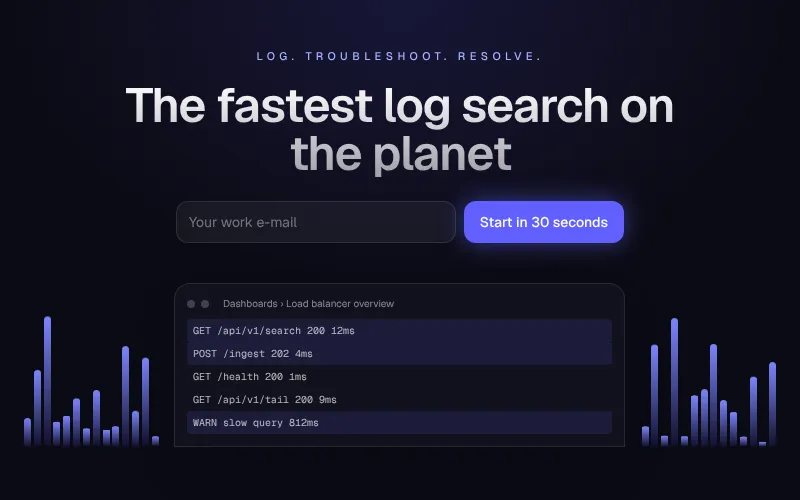 LOG. TROUBLESHOOT. RESOLVE.
The fastest log search on
the planet
Your work e-mail
Start in 30 seconds
Dashboards › Load balancer overview
GET /api/v1/search 200 12ms
POST /ingest 202 4ms
GET /health 200 1ms
GET /api/v1/tail 200 9ms
WARN slow query 812ms